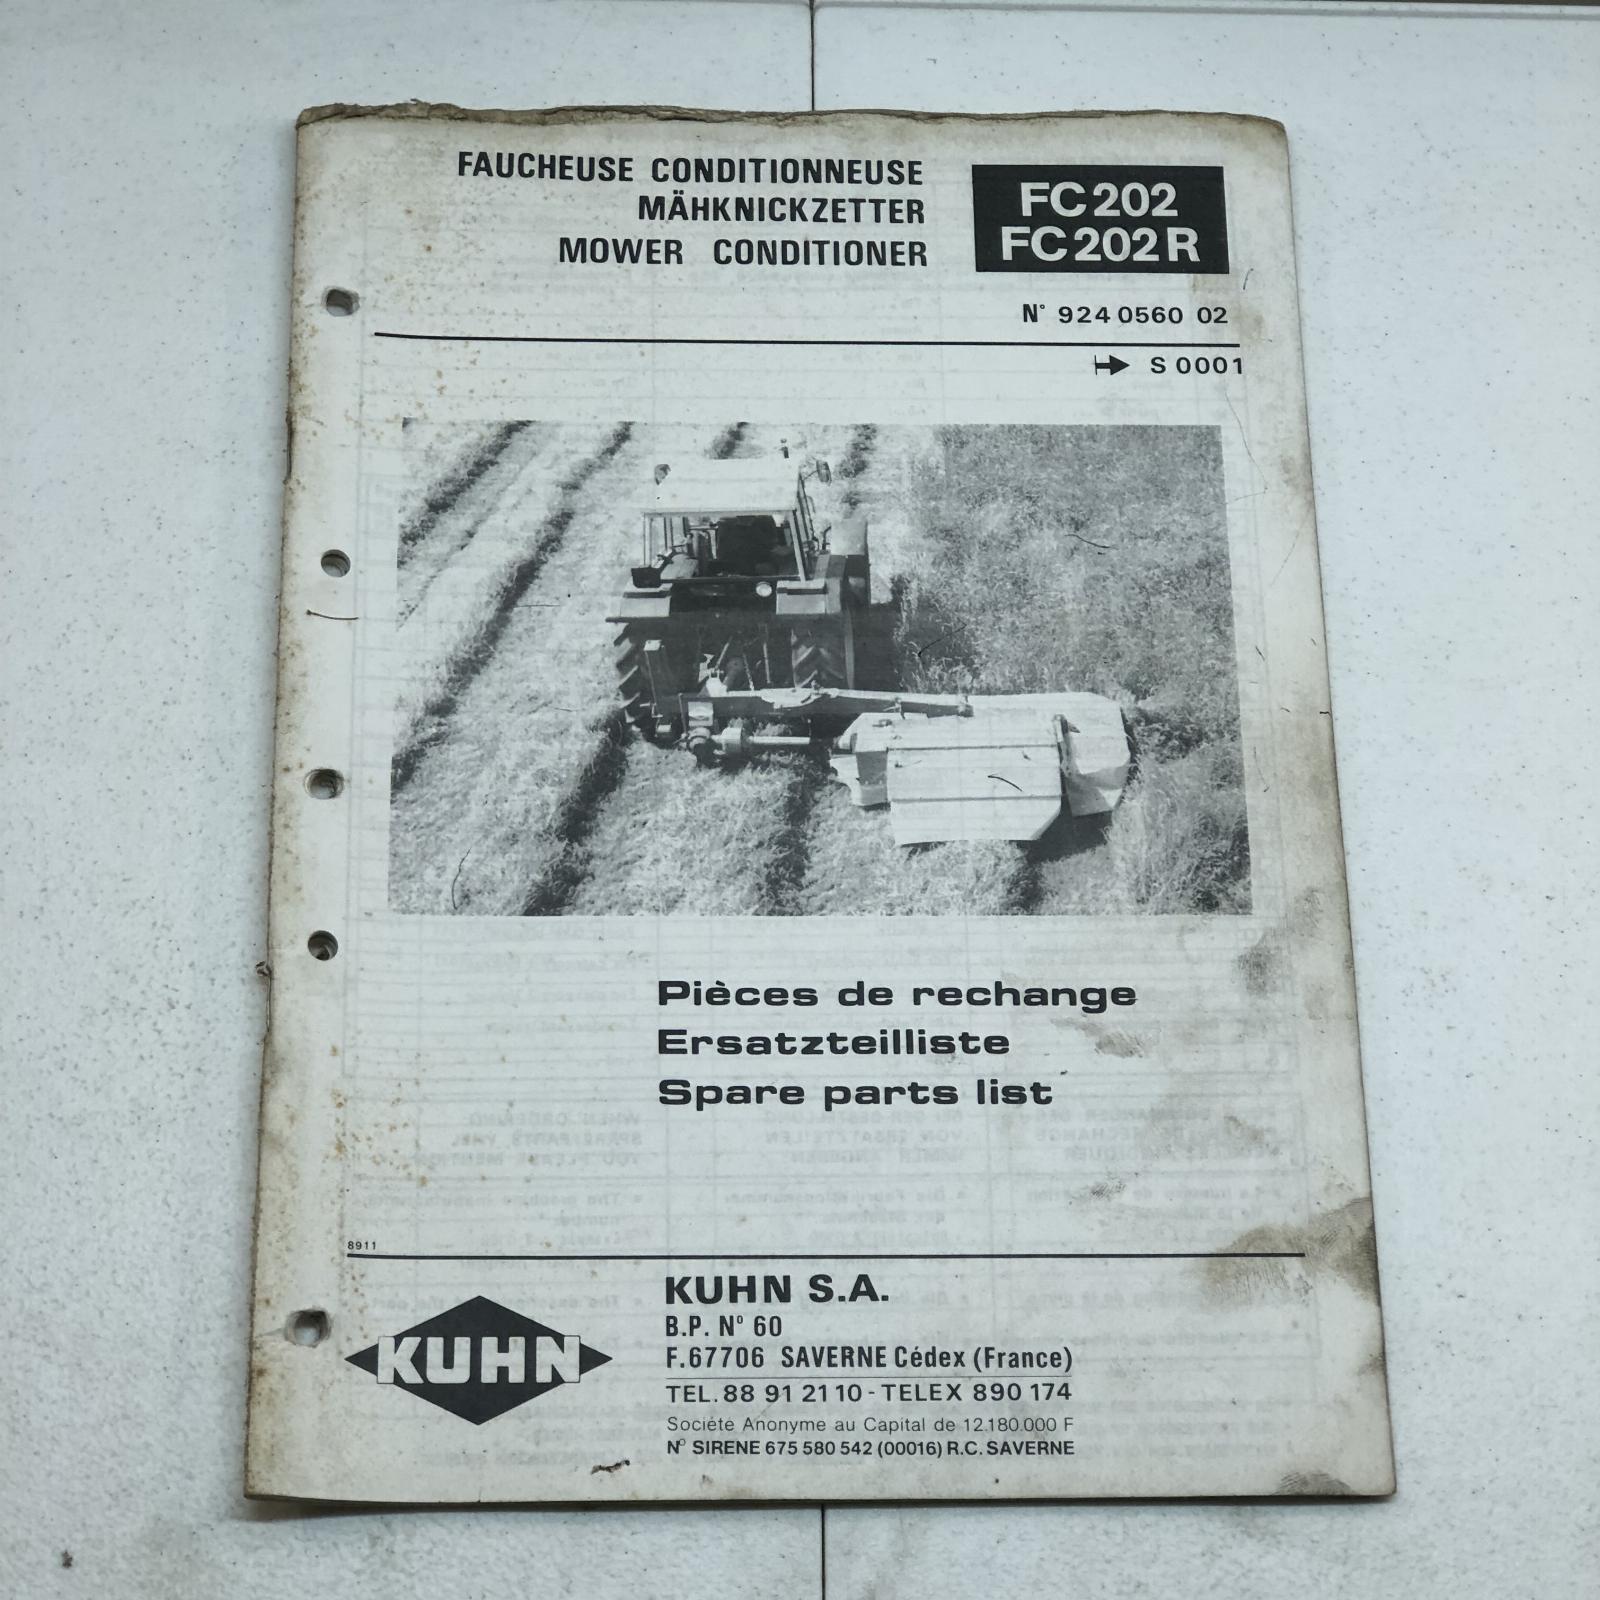 FAUCHEUSE CONDITIONNEUSE
MÄHKNICKZETTER
MOWER CONDITIONER
FC 202
FC 202 R
N° 924 0560 02
S 0001
Pièces de rechange
Ersatzteilliste
Spare parts list
8911
KUHN
KUHN S.A.
B.P. Nº 60
F.67706 SAVERNE Cédex (France)
TEL. 88 91 21 10 - TELEX 890 174
Société Anonyme au Capital de 12.180.000 F
Nº SIRENE 675 580 542 (00016) R.C. SAVERNE